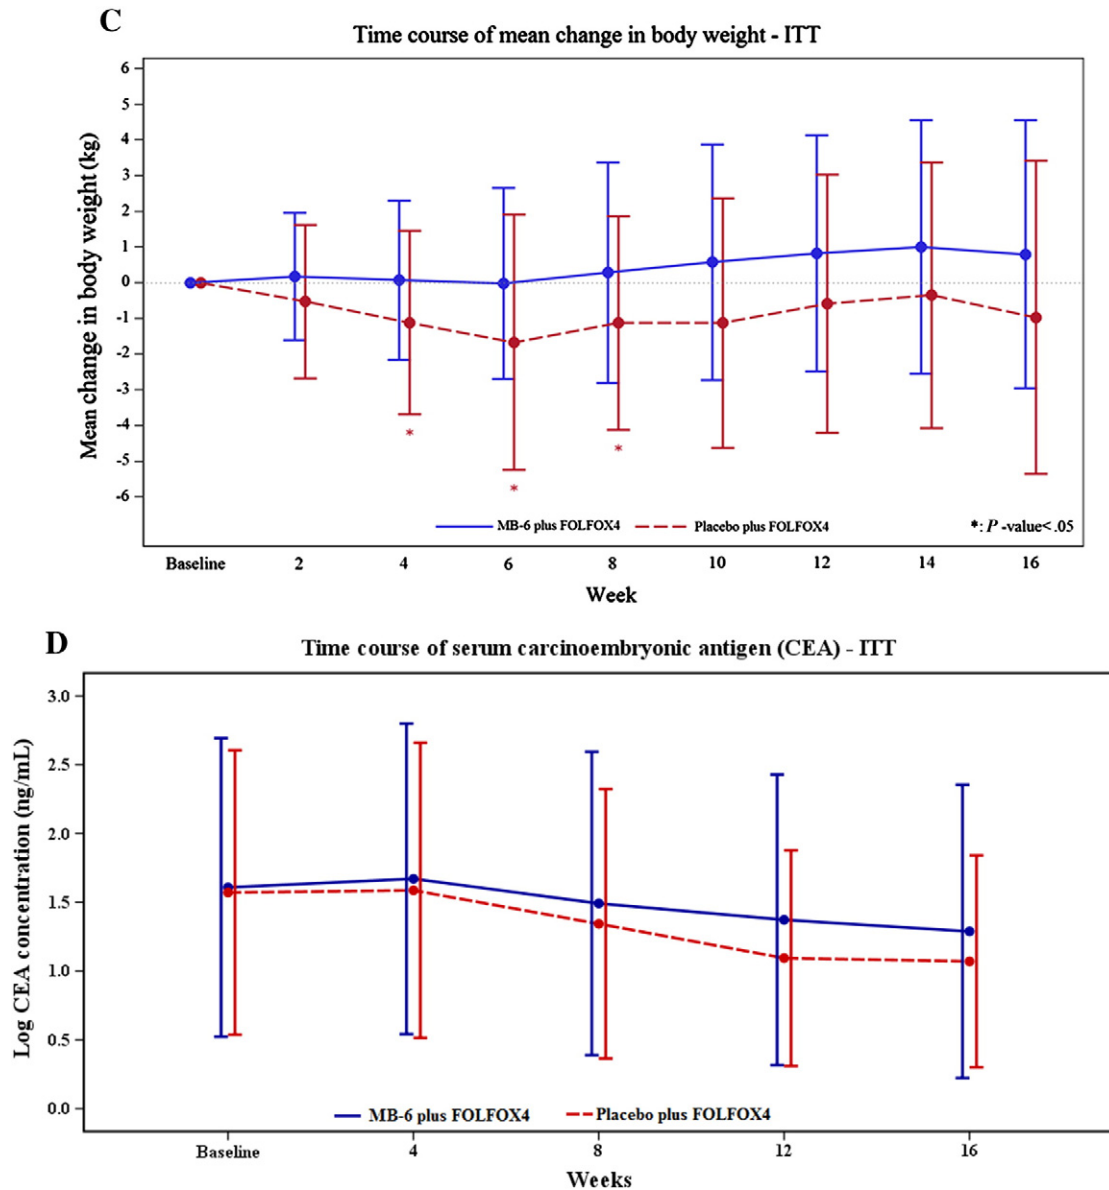 C
Time course of mean change in body weight - ITT
Mean change in body weight (kg)
6
5
4
3
2
1
0
-1
-2
-3
-4
-5
-6
*
*
*
MB-6 plus FOLFOX4
Placebo plus FOLFOX4
*: P -value< .05
Baseline 2 4 6 8 10 12 14 16
Week
D
Time course of serum carcinoembryonic antigen (CEA) - ITT
Log CEA concentration (ng/mL)
3.0
2.5
2.0
1.5
1.0
0.5
0.0
MB-6 plus FOLFOX4
Placebo plus FOLFOX4
Baseline 4 8 12 16
Weeks